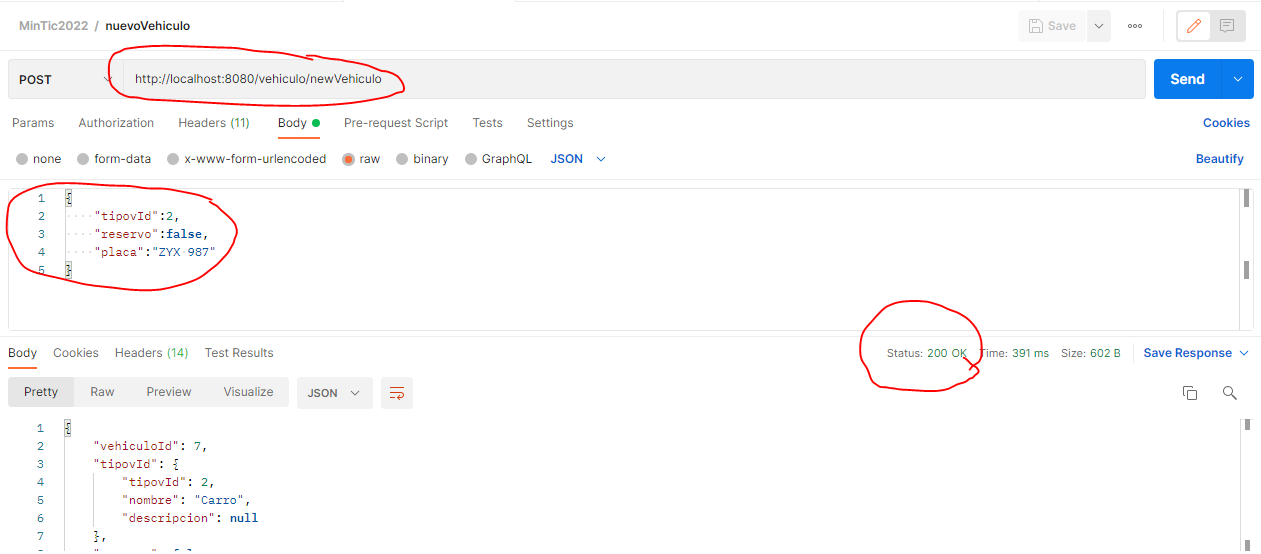 MinTic2022 / nuevoVehiculo
Save
POST http://localhost:8080/vehiculo/newVehiculo Send
Params Authorization Headers (11) Body Pre-request Script Tests Settings Cookies
none form-data x-www-form-urlencoded raw binary GraphQL JSON Beautify
1 {
2 "tipovId":2,
3 "reservo":false,
4 "placa":"ZYX 987"
5 }
Body Cookies Headers (14) Test Results Status: 200 OK Time: 391 ms Size: 602 B Save Response
Pretty Raw Preview Visualize JSON
1 {
2 "vehiculoId": 7,
3 "tipovId": {
4 "tipovId": 2,
5 "nombre": "Carro",
6 "descripcion": null
7 },